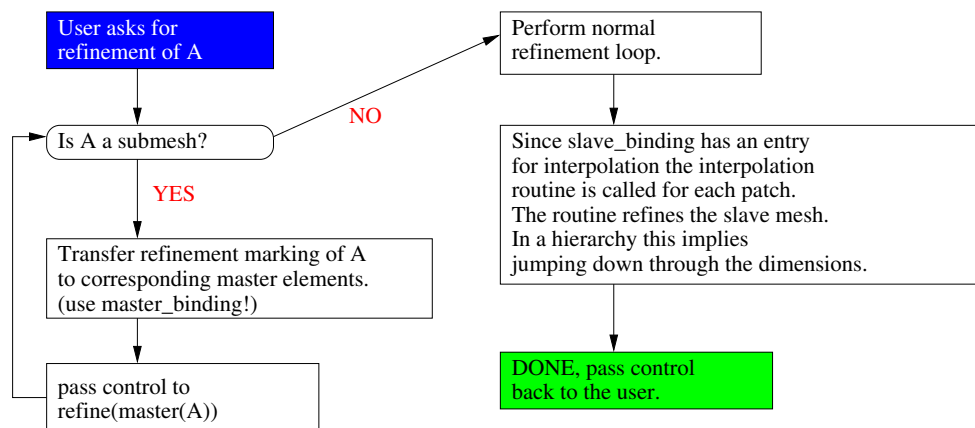 User asks for
refinement of A
Is A a submesh?
NO
YES
Transfer refinement marking of A
to corresponding master elements.
(use master_binding!)
pass control to
refine(master(A))
Perform normal
refinement loop.
Since slave_binding has an entry
for interpolation the interpolation
routine is called for each patch.
The routine refines the slave mesh.
In a hierarchy this implies
jumping down through the dimensions.
DONE, pass control
back to the user.